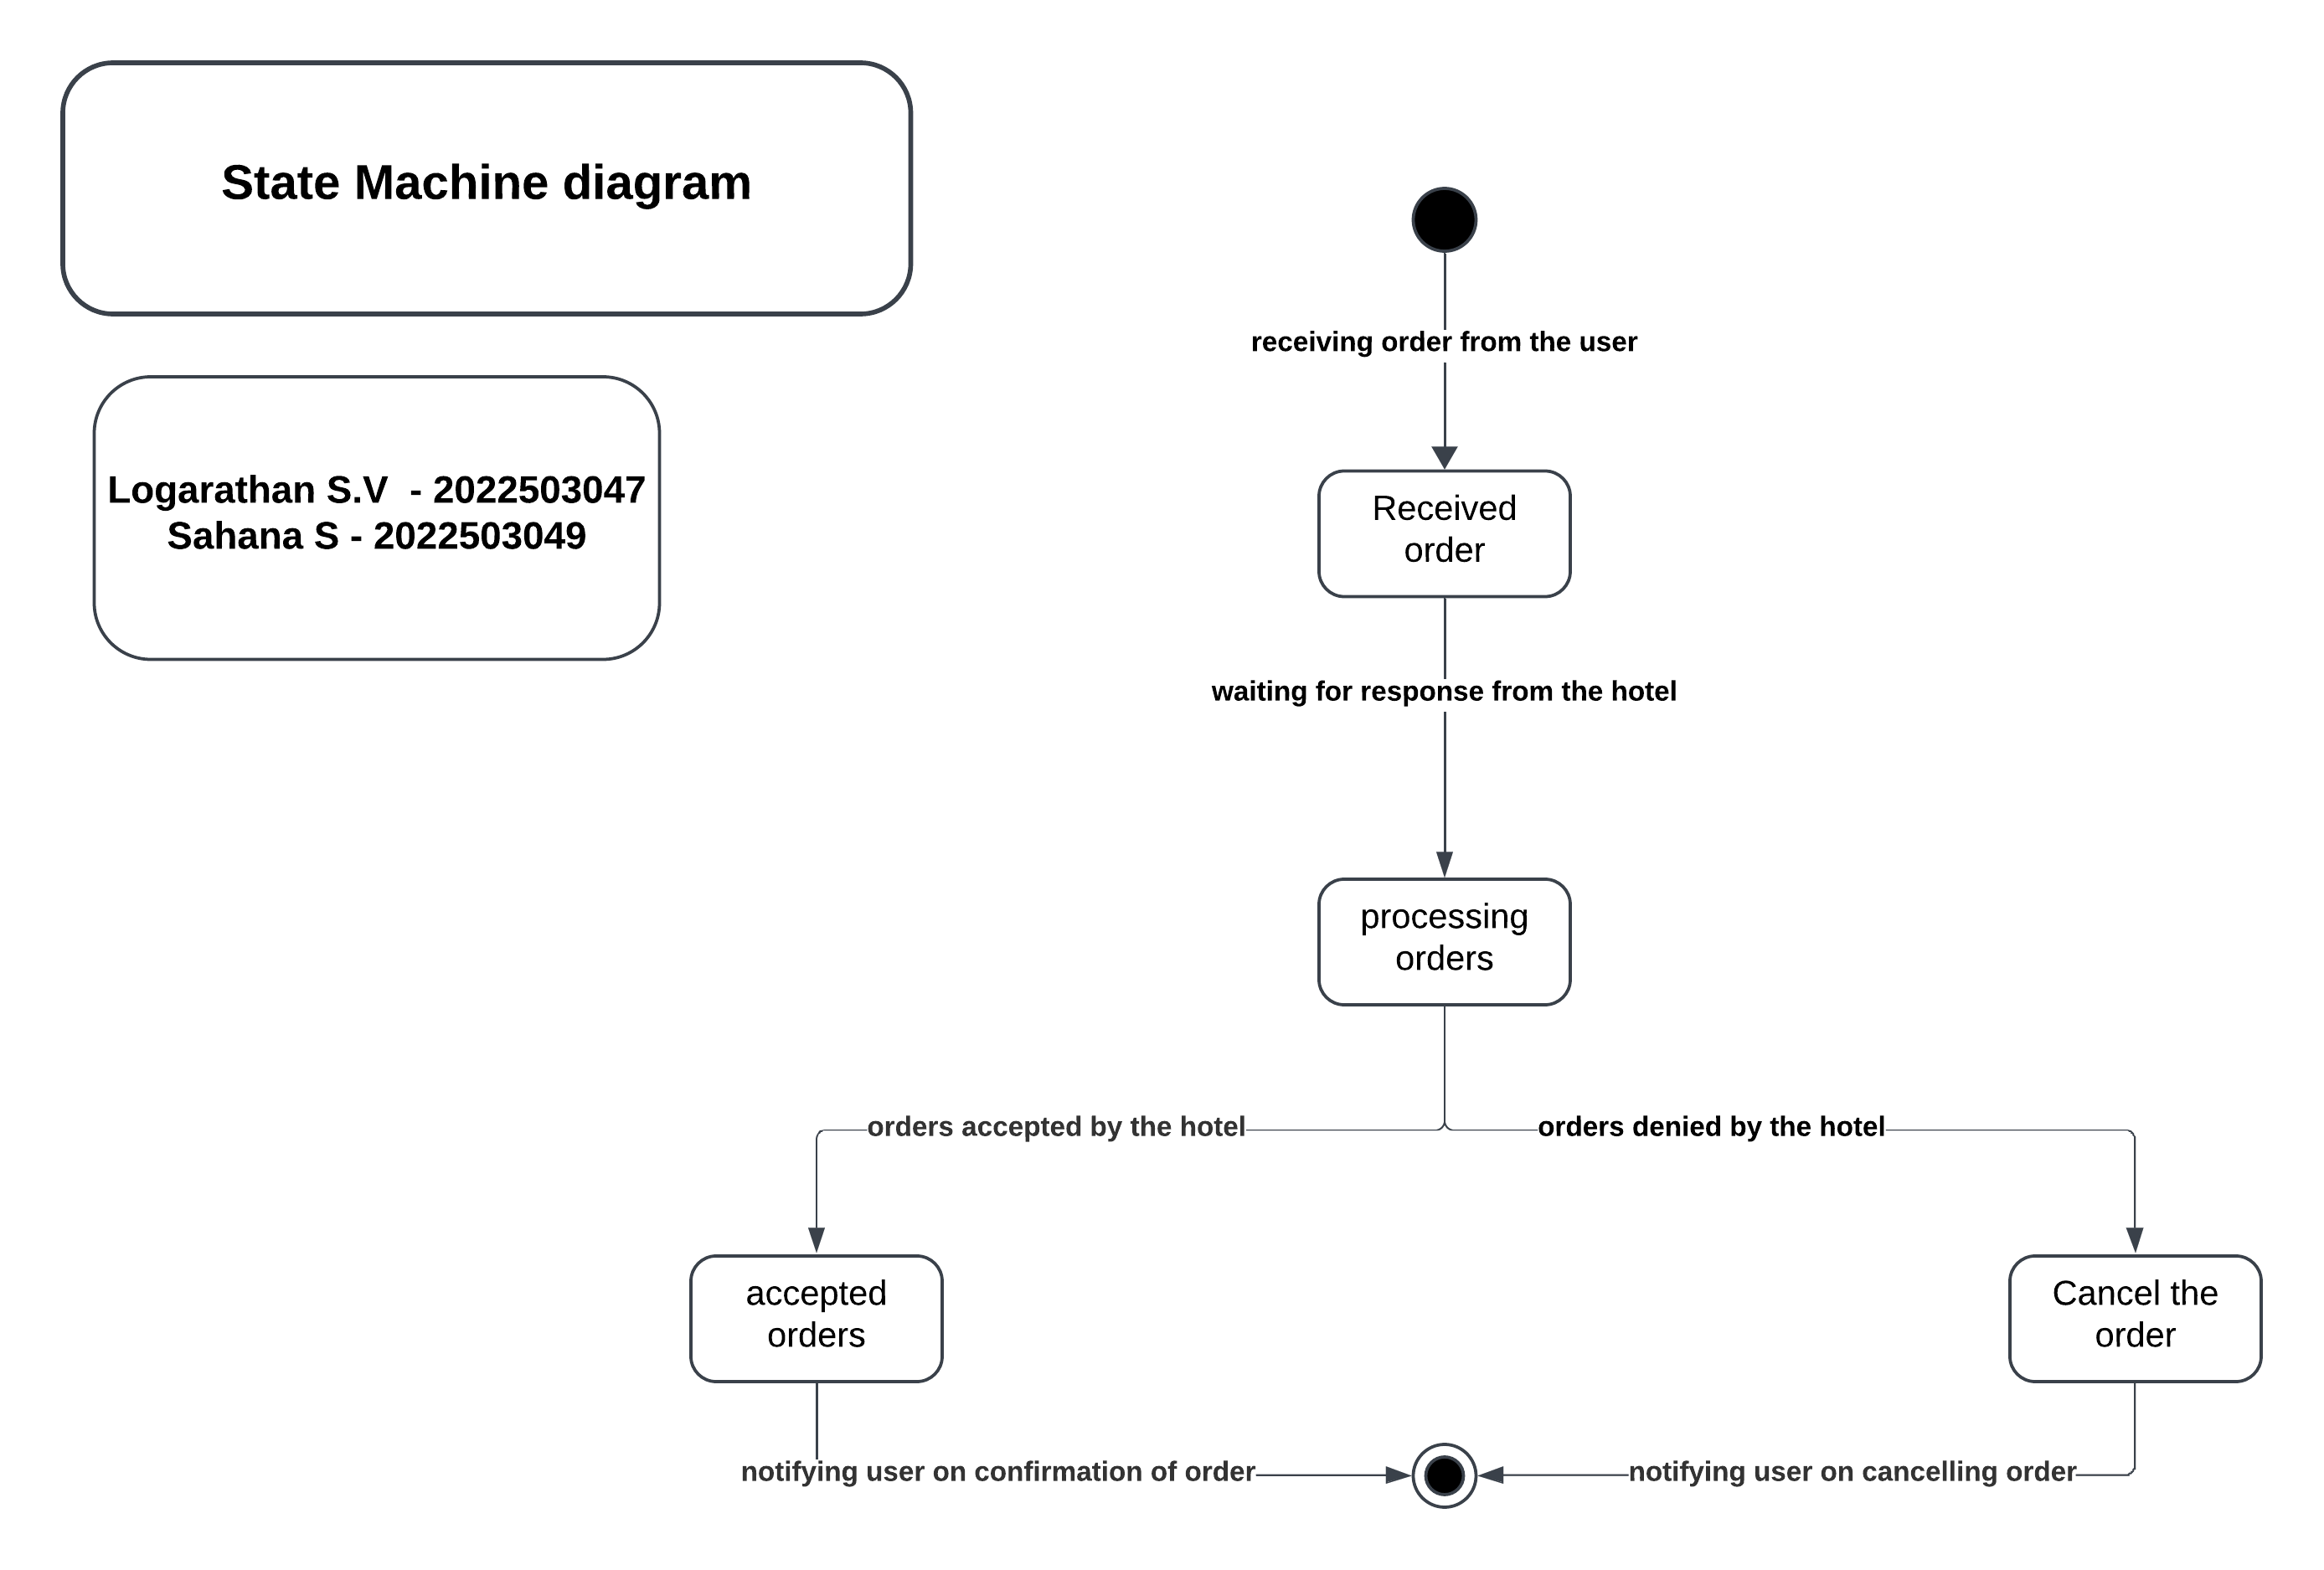 State Machine diagram
Logarathan S.V  - 2022503047
Sahana S - 2022503049
receiving order from the user
Received
order
waiting for response from the hotel
processing
orders
orders accepted by the hotel
orders denied by the hotel
accepted
orders
Cancel the
order
notifying user on confirmation of order
notifying user on cancelling order